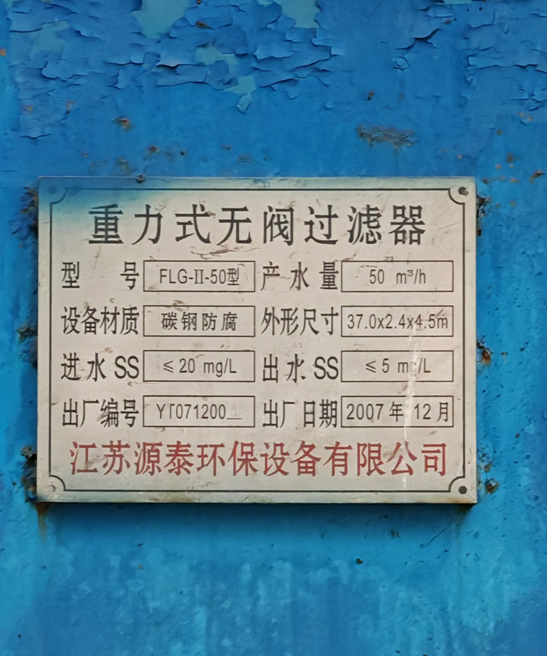 重力式无阀过滤器
型 号 FLG-II-50型 产水量 50 m³/h
设备材质 碳钢防腐 外形尺寸 37.0x2.4x4.5m
进水SS ≤20 mg/L 出水SS ≤5 mg/L
出厂编号 YT071200 出厂日期 2007年12月
江苏源泰环保设备有限公司